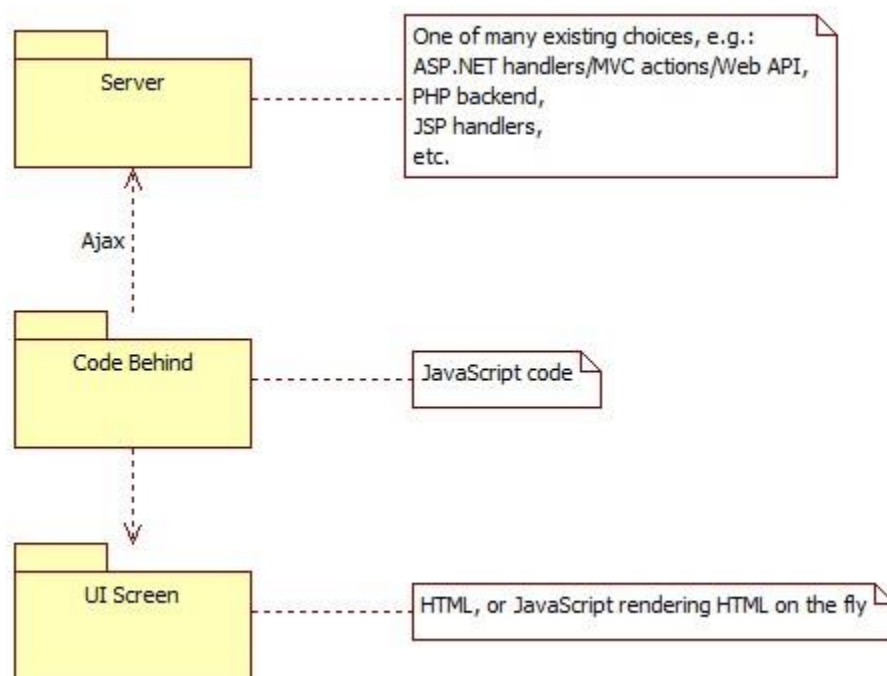 Server
One of many existing choices, e.g.:
ASP.NET handlers/MVC actions/Web API,
PHP backend,
JSP handlers,
etc.
Ajax
Code Behind
JavaScript code
UI Screen
HTML, or JavaScript rendering HTML on the fly